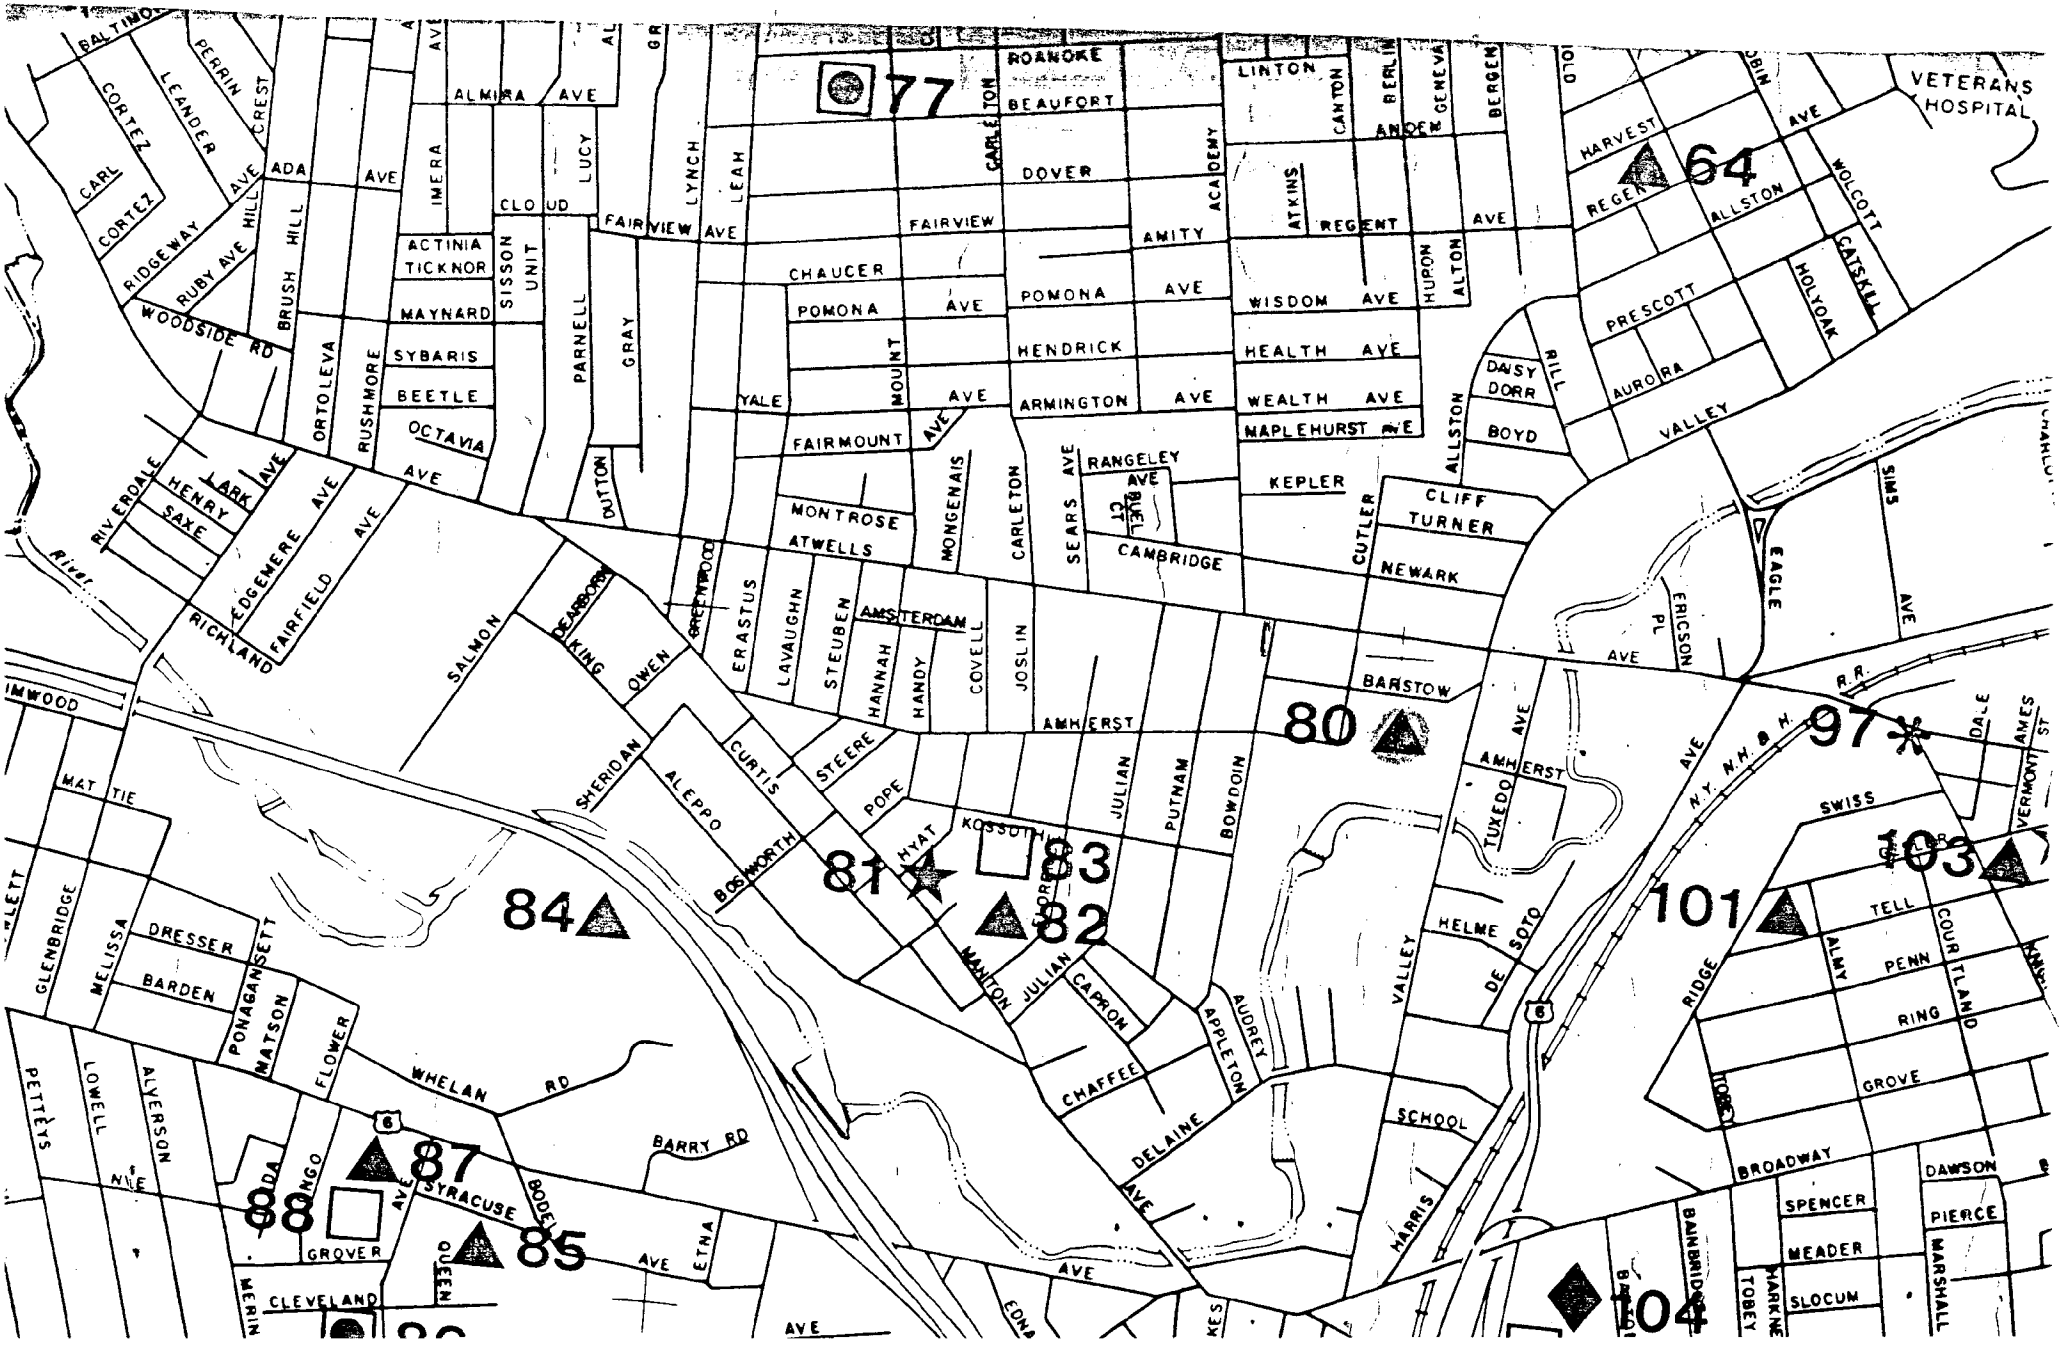 BALTIMO
PERRIN
LEANDER
CORTEZ
CREST
CARL
CORTEZ
RIDGEWAY
AVE
HILL
RUBY AVE
WOODSIDE RD
ADA
AVE
BRUSH HILL
ORTOLEVA
RUSHMORE
IMERA
ALMIRA AVE
LUCY
CLOUD
SISSON
UNIT
ACTINIA
TICKNOR
MAYNARD
SYBARIS
BEETLE
OCTAVIA
AVE
PARNELL
GRAY
DUTTON
FAIRVIEW AVE
LYNCH
LEAH
77
CARLETON
ROANOKE
BEAUFORT
DOVER
FAIRVIEW
AMITY
ACADEMY
CHAUCER
POMONA AVE
POMONA AVE
HENDRICK
MOUNT
YALE
AVE
ARMINGTON AVE
FAIRMOUNT AVE
MONTROSE
ATWELLS
MONGENAIS
CARLETON
SEARS AVE
RANGELEY
AVE
BUEL
CT
CAMBRIDGE
LINTON
CANTON
BERLIN
GENEVA
BERGEN
ATKINS
REGENT
AVE
HURON
ALTON
WISDOM AVE
HEALTH AVE
WEALTH AVE
MAPLEHURST AVE
KEPLER
CUTLER
ALLSTON
DAISY
DORR
BOYD
RILL
CLIFF
TURNER
NEWARK
HARVEST
64
AVE
ALLSTON
WOLCOTT
CATSKILL
HOLYOAK
PRESCOTT
AURORA
VALLEY
VETERANS
HOSPITAL
SIMS
AVE
EAGLE
ERICSON
PL
AVE
RIVERDALE
LARK
AVE
HENRY
SAXE
River
EDGEMERE AVE
FAIRFIELD AVE
RICHLAND
SALMON
DEARBORN
KING
OWEN
GREENWOOD
ERASTUS
LAVAUGHN
STEUBEN
AMSTERDAM
HANNAH
HANDY
COVELL
JOSLIN
AMHERST
BARSTOW
80
MATTIE
SHERIDAN
ALEPPO
CURTIS
STEERE
POPE
HYAT
BOSWORTH
KOSSUTH
JULIAN
PUTNAM
BOWDOIN
81
83
82
84
AMHERST
TUXEDO
AVE
AVE
N.Y. N.H. & H.
R.R.
97
DALE
AMES
ST
VERMONT
SWISS
103
101
TELL
PENN
RING
GROVE
COURTLAND
ALMY
RIDGE
TOBEY
GLENBRIDGE
MELISSA
DRESSER
BARDEN
PONAGANSETT
MATSON
FLOWER
WHELAN RD
MANTON
JULIAN
CAPRON
CHAFFEE
AUDREY
APPLETON
DELAINE
AVE
VALLEY
HELME
DE SOTO
6
SCHOOL
HARRIS
PETTEYS
LOWELL
ALVERSON
6
87
88
SYRACUSE
AVE
BODEL
BARRY RD
85
GROVER
QUEEN
CLEVELAND
AVE
ETNA
AVE
AVE
EDNA
BROADWAY
DAWSON
SPENCER
PIERCE
MEADER
SLOCUM
MARSHALL
TOBEY
104